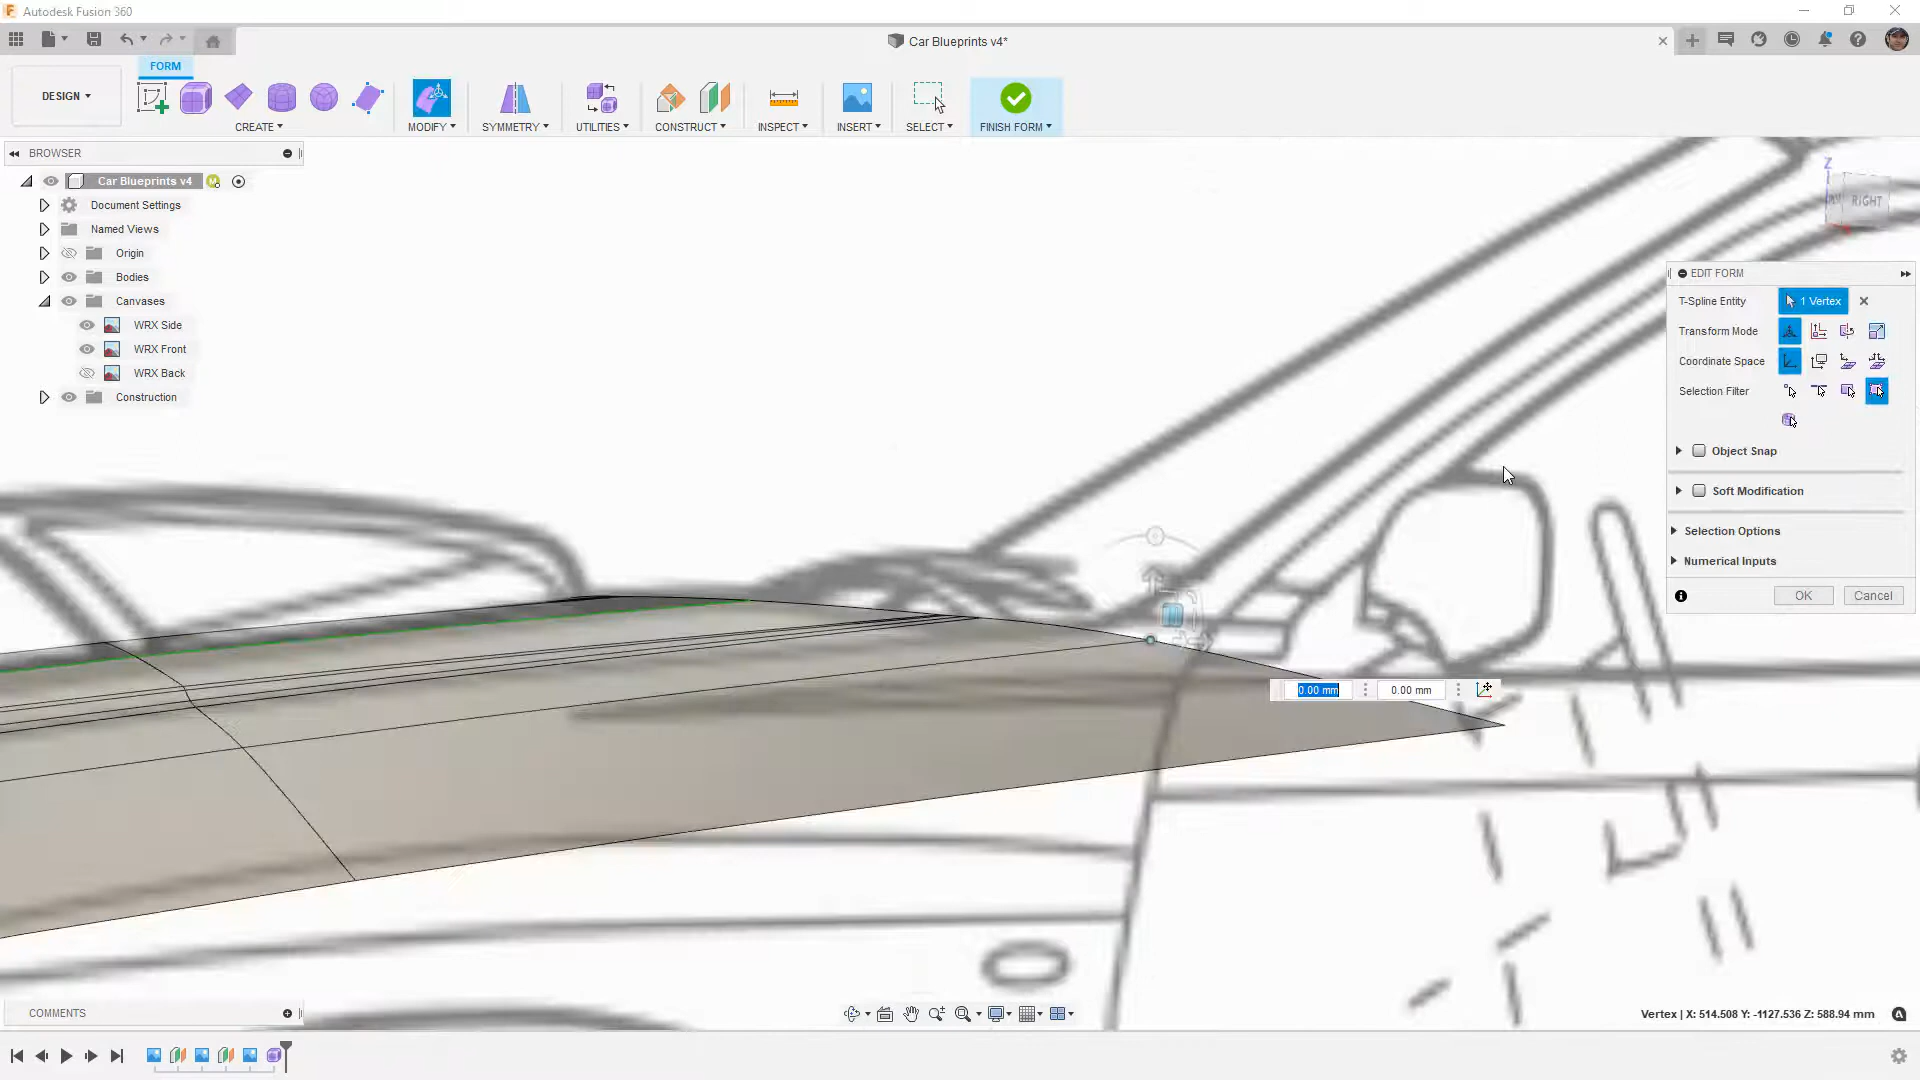 Autodesk Fusion 360
Car Blueprints v4*
FORM
DESIGN
CREATE
MODIFY
SYMMETRY
UTILITIES
CONSTRUCT
INSPECT
INSERT
SELECT
FINISH FORM
BROWSER
Car Blueprints v4
Document Settings
Named Views
Origin
Bodies
Canvases
WRX Side
WRX Front
WRX Back
Construction
Z
RIGHT
EDIT FORM
T-Spline Entity
1 Vertex
Transform Mode
Coordinate Space
Selection Filter
Object Snap
Soft Modification
Selection Options
Numerical Inputs
OK
Cancel
0.00 mm
0.00 mm
COMMENTS
Vertex | X: 514.508 Y: -1127.536 Z: 588.94 mm